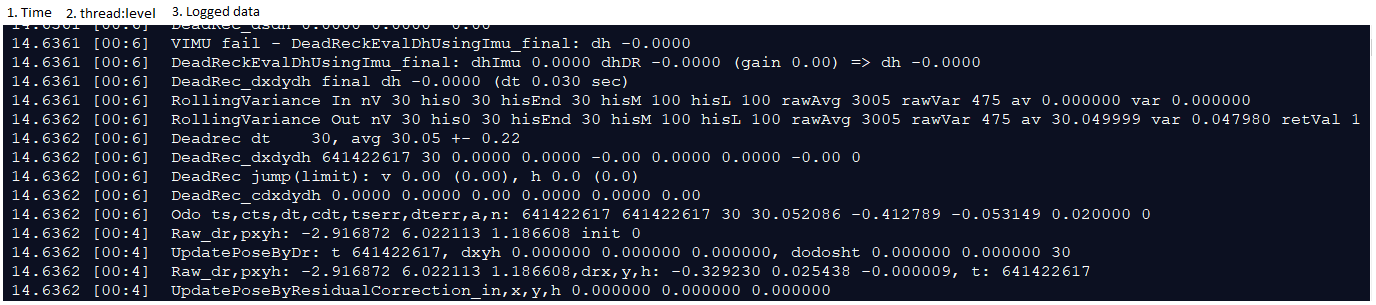 1. Time 2. thread:level 3. Logged data
14.6361 [00:6] DeadRec_dsdh 0.0000 0.0000 -0.00
14.6361 [00:6] VIMU fail - DeadReckEvalDhUsingImu_final: dh -0.0000
14.6361 [00:6] DeadReckEvalDhUsingImu_final: dhImu 0.0000 dhDR -0.0000 (gain 0.00) => dh -0.0000
14.6361 [00:6] DeadRec_dxdydh final dh -0.0000 (dt 0.030 sec)
14.6361 [00:6] RollingVariance In nV 30 his0 30 hisEnd 30 hisM 100 hisL 100 rawAvg 3005 rawVar 475 av 0.000000 var 0.000000
14.6362 [00:6] RollingVariance Out nV 30 his0 30 hisEnd 30 hisM 100 hisL 100 rawAvg 3005 rawVar 475 av 30.049999 var 0.047980 retVal 1
14.6362 [00:6] Deadrec dt 30, avg 30.05 +- 0.22
14.6362 [00:6] DeadRec_dxdydh 641422617 30 0.0000 0.0000 -0.00 0.0000 0.0000 -0.00 0
14.6362 [00:6] DeadRec jump(limit): v 0.00 (0.00), h 0.0 (0.0)
14.6362 [00:6] DeadRec_cdxdydh 0.0000 0.0000 0.00 0.0000 0.0000 0.00
14.6362 [00:6] Odo ts,cts,dt,cdt,tserr,dterr,a,n: 641422617 641422617 30 30.052086 -0.412789 -0.053149 0.020000 0
14.6362 [00:4] Raw_dr,pxyh: -2.916872 6.022113 1.186608 init 0
14.6362 [00:4] UpdatePoseByDr: t 641422617, dxyh 0.000000 0.000000 0.000000, dodosht 0.000000 0.000000 30
14.6362 [00:4] Raw_dr,pxyh: -2.916872 6.022113 1.186608,drx,y,h: -0.329230 0.025438 -0.000009, t: 641422617
14.6362 [00:4] UpdatePoseByResidualCorrection_in,x,y,h 0.000000 0.000000 0.000000